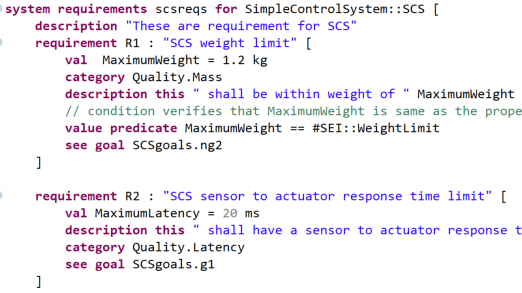 system requirements scsreqs for SimpleControlSystem::SCS [
description "These are requirement for SCS"
requirement R1 : "SCS weight limit" [
val  MaximumWeight = 1.2 kg
category Quality.Mass
description this " shall be within weight of " MaximumWeight
// condition verifies that MaximumWeight is same as the prope
value predicate MaximumWeight == #SEI::WeightLimit
see goal SCSgoals.ng2
]
requirement R2 : "SCS sensor to actuator response time limit" [
val MaximumLatency = 20 ms
description this " shall have a sensor to actuator response t
category Quality.Latency
see goal SCSgoals.g1
]